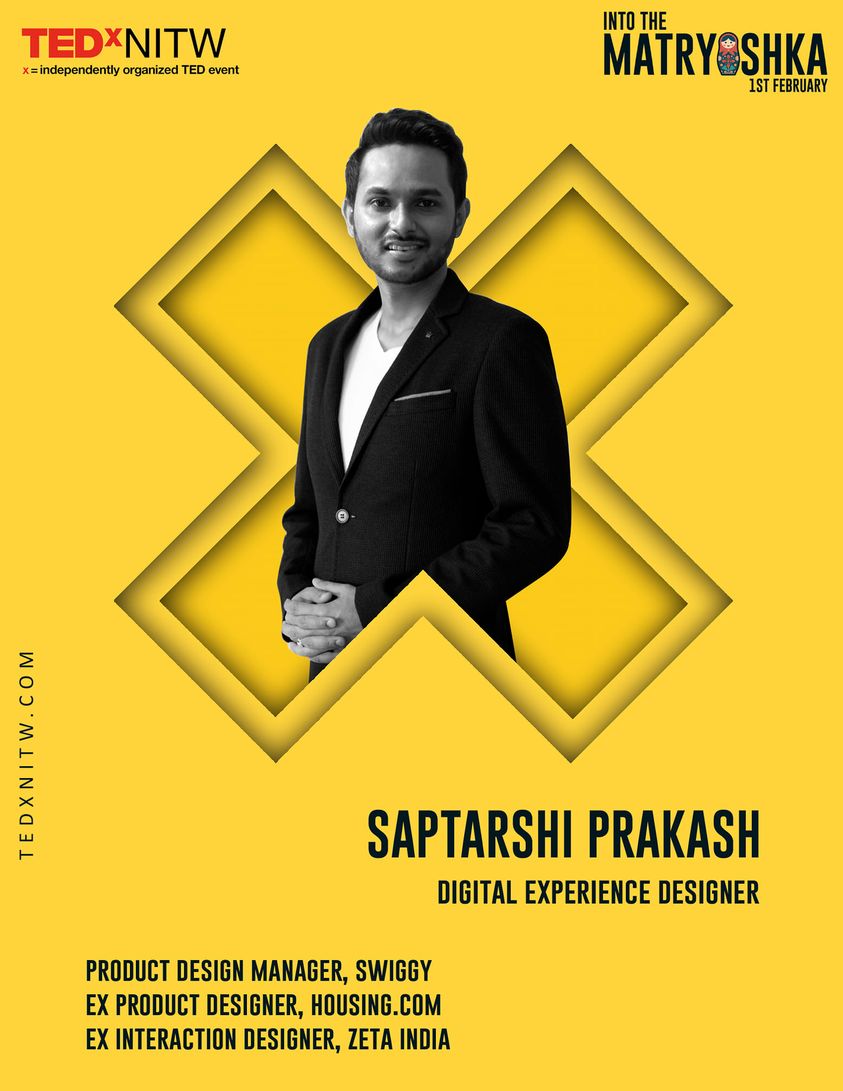 TEDxNITW
x = independently organized TED event
INTO THE
MATRYOSHKA
1ST FEBRUARY
TEDXNITW.COM
SAPTARSHI PRAKASH
DIGITAL EXPERIENCE DESIGNER
PRODUCT DESIGN MANAGER, SWIGGY
EX PRODUCT DESIGNER, HOUSING.COM
EX INTERACTION DESIGNER, ZETA INDIA